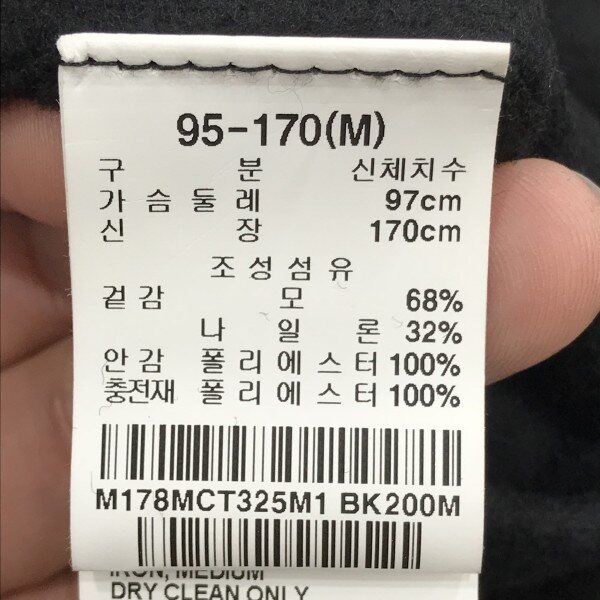 95-170(M)
구 분 신체치수
가 슴 둘 레 97cm
신 장 170cm
조 성 섬 유
겉 감 모 68%
나 일 론 32%
안 감 폴 리 에 스 터 100%
충전재 폴 리 에 스 터 100%
M178MCT325M1 BK200M
IRON, MEDIUM
DRY CLEAN ONLY